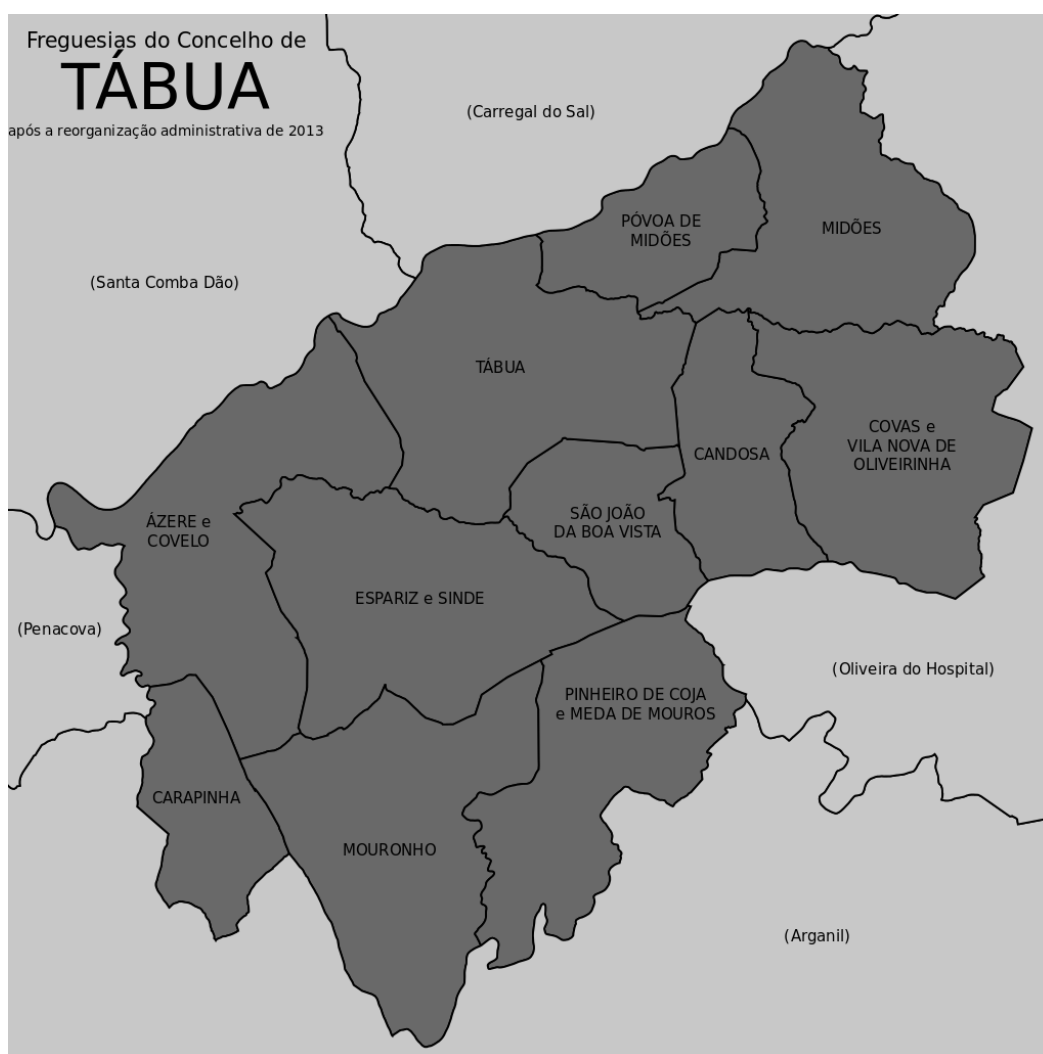 Freguesias do Concelho de
TÁBUA
após a reorganização administrativa de 2013
(Carregal do Sal)
PÓVOA DE
MIDÕES
MIDÕES
(Santa Comba Dão)
TÁBUA
COVAS e
VILA NOVA DE
OLIVEIRINHA
CANDOSA
SÃO JOÃO
DA BOA VISTA
ÁZERE e
COVELO
ESPARIZ e SINDE
(Penacova)
(Oliveira do Hospital)
PINHEIRO DE COJA
e MEDA DE MOUROS
CARAPINHA
MOURONHO
(Arganil)